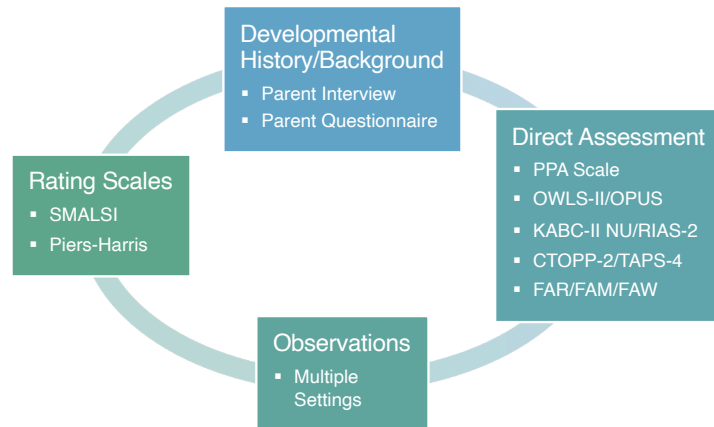 Developmental
History/Background
▪ Parent Interview
▪ Parent Questionnaire
Direct Assessment
▪ PPA Scale
▪ OWLS-II/OPUS
▪ KABC-II NU/RIAS-2
▪ CTOPP-2/TAPS-4
▪ FAR/FAM/FAW
Observations
▪ Multiple
Settings
Rating Scales
▪ SMALSI
▪ Piers-Harris